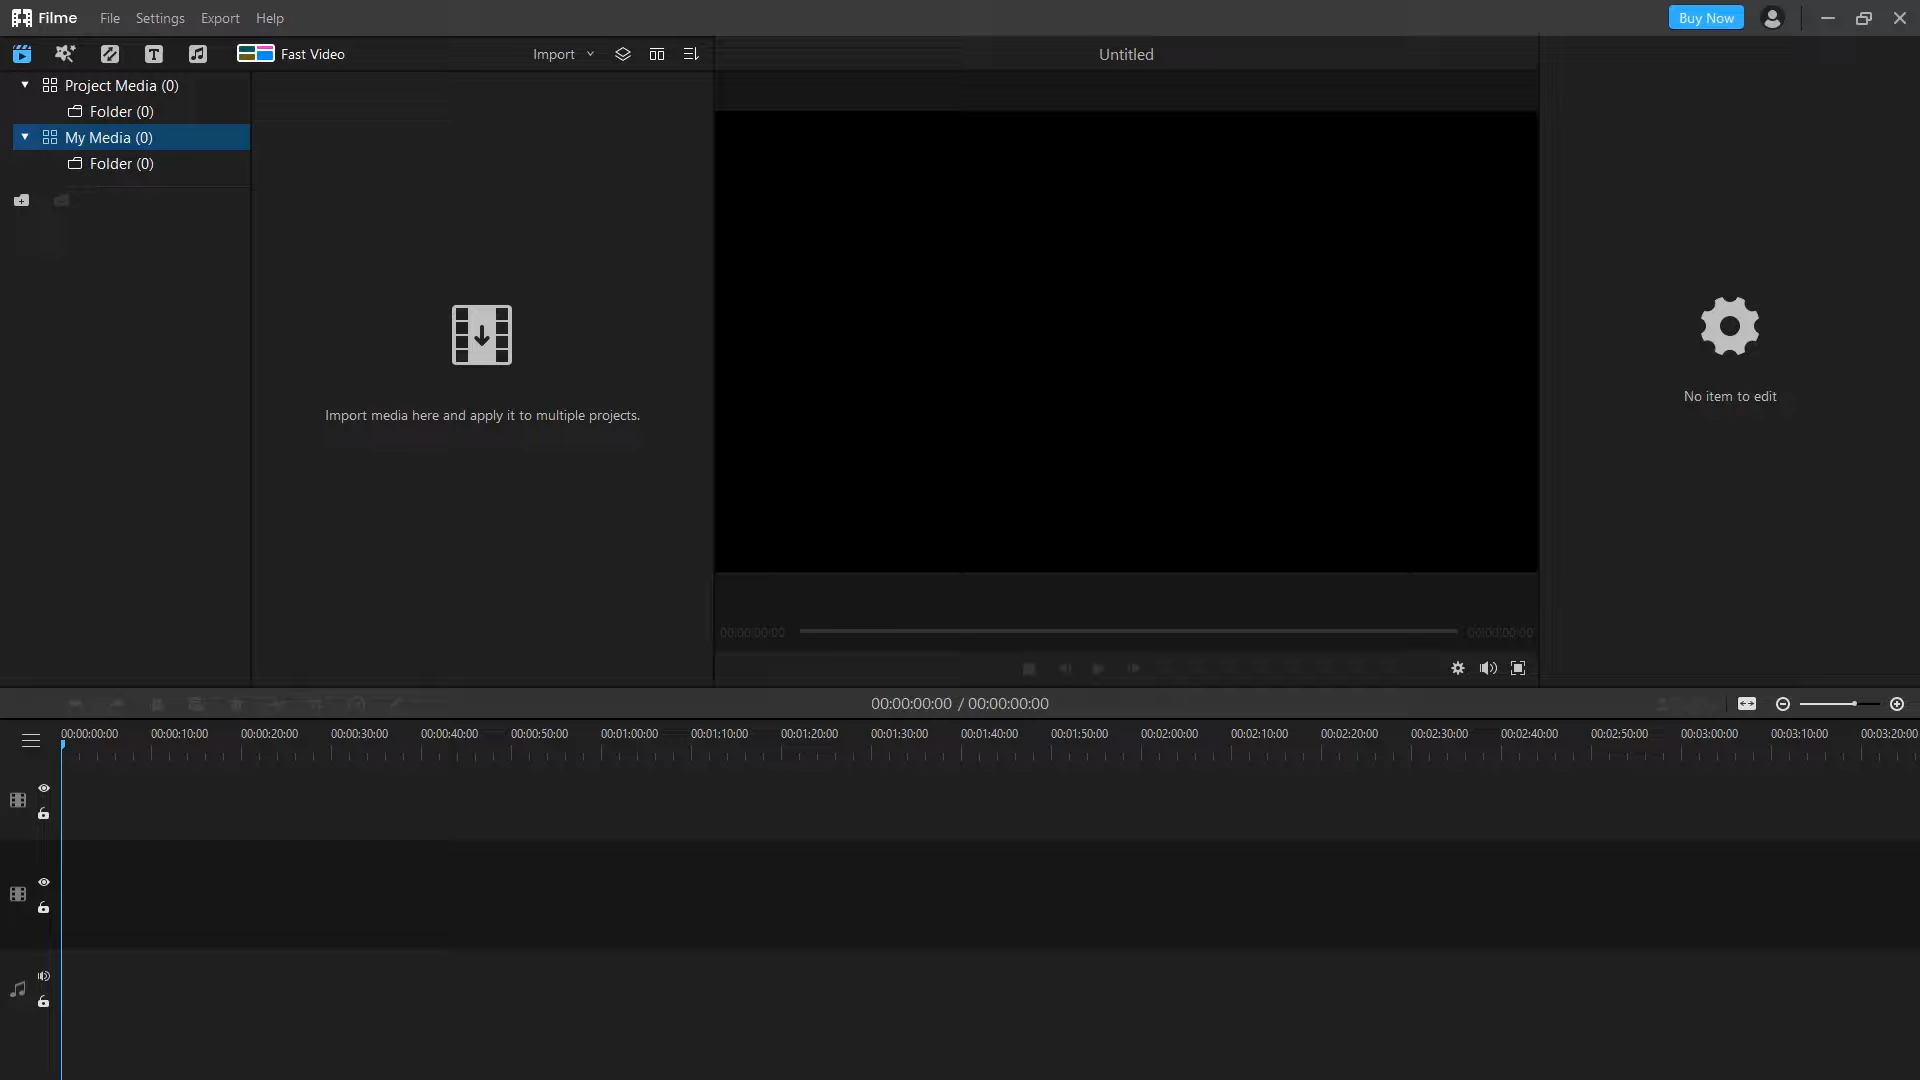 Filme File Settings Export Help Buy Now
Fast Video Import Untitled
Project Media (0)
Folder (0)
My Media (0)
Folder (0)
Import media here and apply it to multiple projects.
No item to edit
00:00:00:00 00:00:00:00
00:00:00:00 / 00:00:00:00
00:00:00:00 00:00:10:00 00:00:20:00 00:00:30:00 00:00:40:00 00:00:50:00 00:01:00:00 00:01:10:00 00:01:20:00 00:01:30:00 00:01:40:00 00:01:50:00 00:02:00:00 00:02:10:00 00:02:20:00 00:02:30:00 00:02:40:00 00:02:50:00 00:03:00:00 00:03:10:00 00:03:20:00